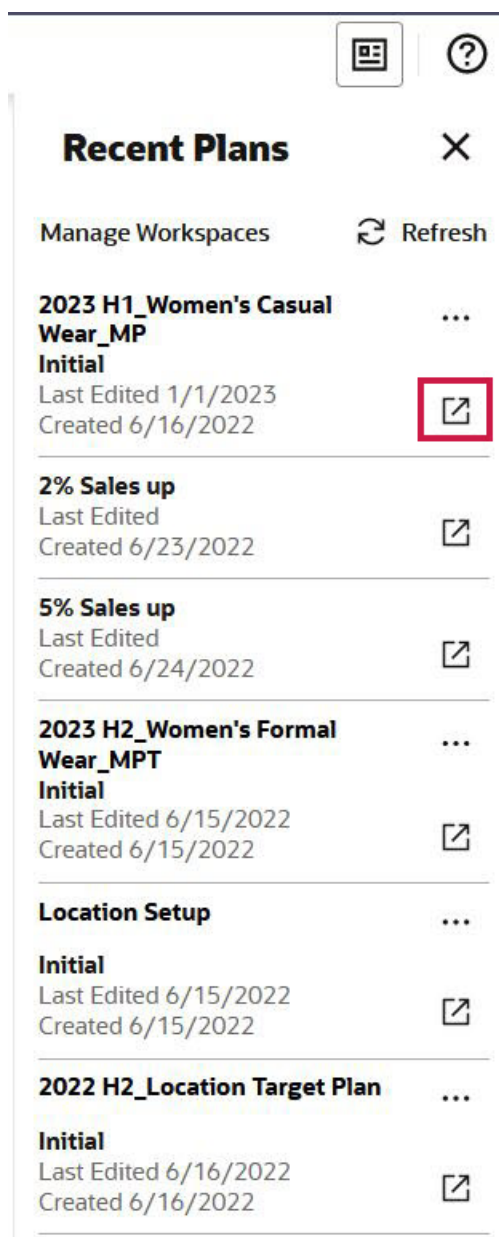 Recent Plans
Manage Workspaces Refresh
2023 H1_Women's Casual
Wear_MP
Initial
Last Edited 1/1/2023
Created 6/16/2022
2% Sales up
Last Edited
Created 6/23/2022
5% Sales up
Last Edited
Created 6/24/2022
2023 H2_Women's Formal
Wear_MPT
Initial
Last Edited 6/15/2022
Created 6/15/2022
Location Setup
Initial
Last Edited 6/15/2022
Created 6/15/2022
2022 H2_Location Target Plan
Initial
Last Edited 6/16/2022
Created 6/16/2022